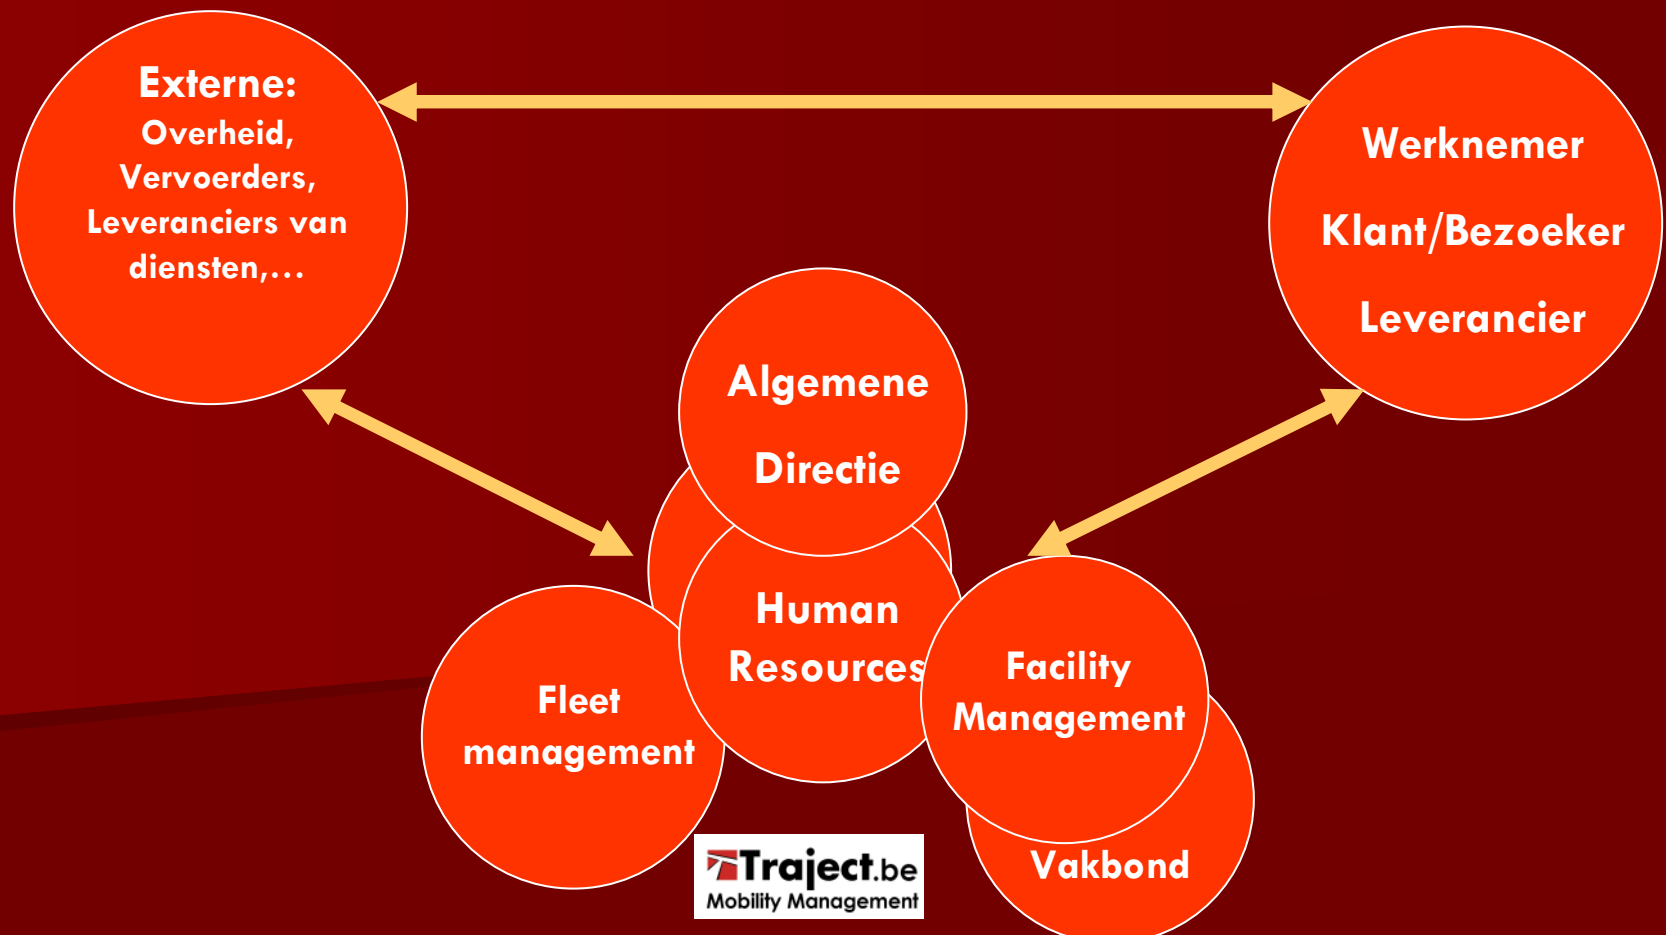 Externe:
Overheid,
Vervoerders,
Leveranciers van
diensten,...
Werknemer
Klant/Bezoeker
Leverancier
Algemene
Directie
Human
Resources
Fleet
management
Facility
Management
Vakbond
Traject.be
Mobility Management